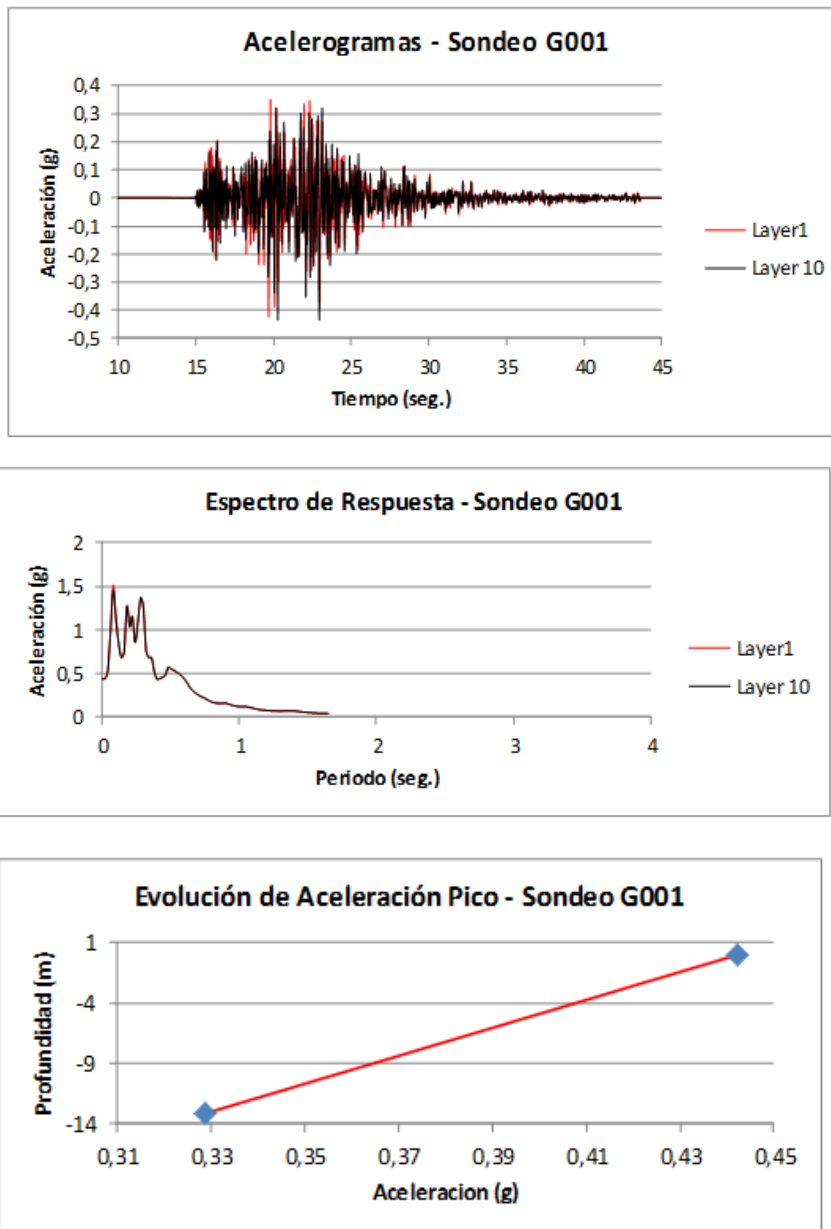 Acelerogramas - Sondeo G001
Aceleración (g)
0,4
0,3
0,2
0,1
0
-0,1
-0,2
-0,3
-0,4
-0,5
10 15 20 25 30 35 40 45
Tiempo (seg.)
Layer1
Layer 10
Espectro de Respuesta - Sondeo G001
Aceleración (g)
2
1,5
1
0,5
0
0 1 2 3 4
Periodo (seg.)
Layer1
Layer 10
Evolución de Aceleración Pico - Sondeo G001
Profundidad (m)
1
-4
-9
-14
0,31 0,33 0,35 0,37 0,39 0,41 0,43 0,45
Aceleracion (g)